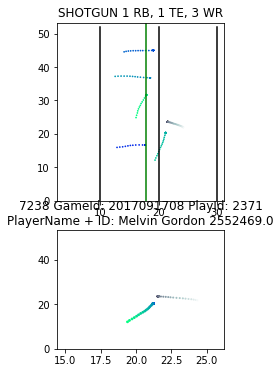 SHOTGUN 1 RB, 1 TE, 3 WR
50
40
30
20
10
0
10 20 30
7238 GameId: 2017091708 PlayId: 2371
PlayerName + ID: Melvin Gordon 2552469.0
40
20
0
15.0 17.5 20.0 22.5 25.0